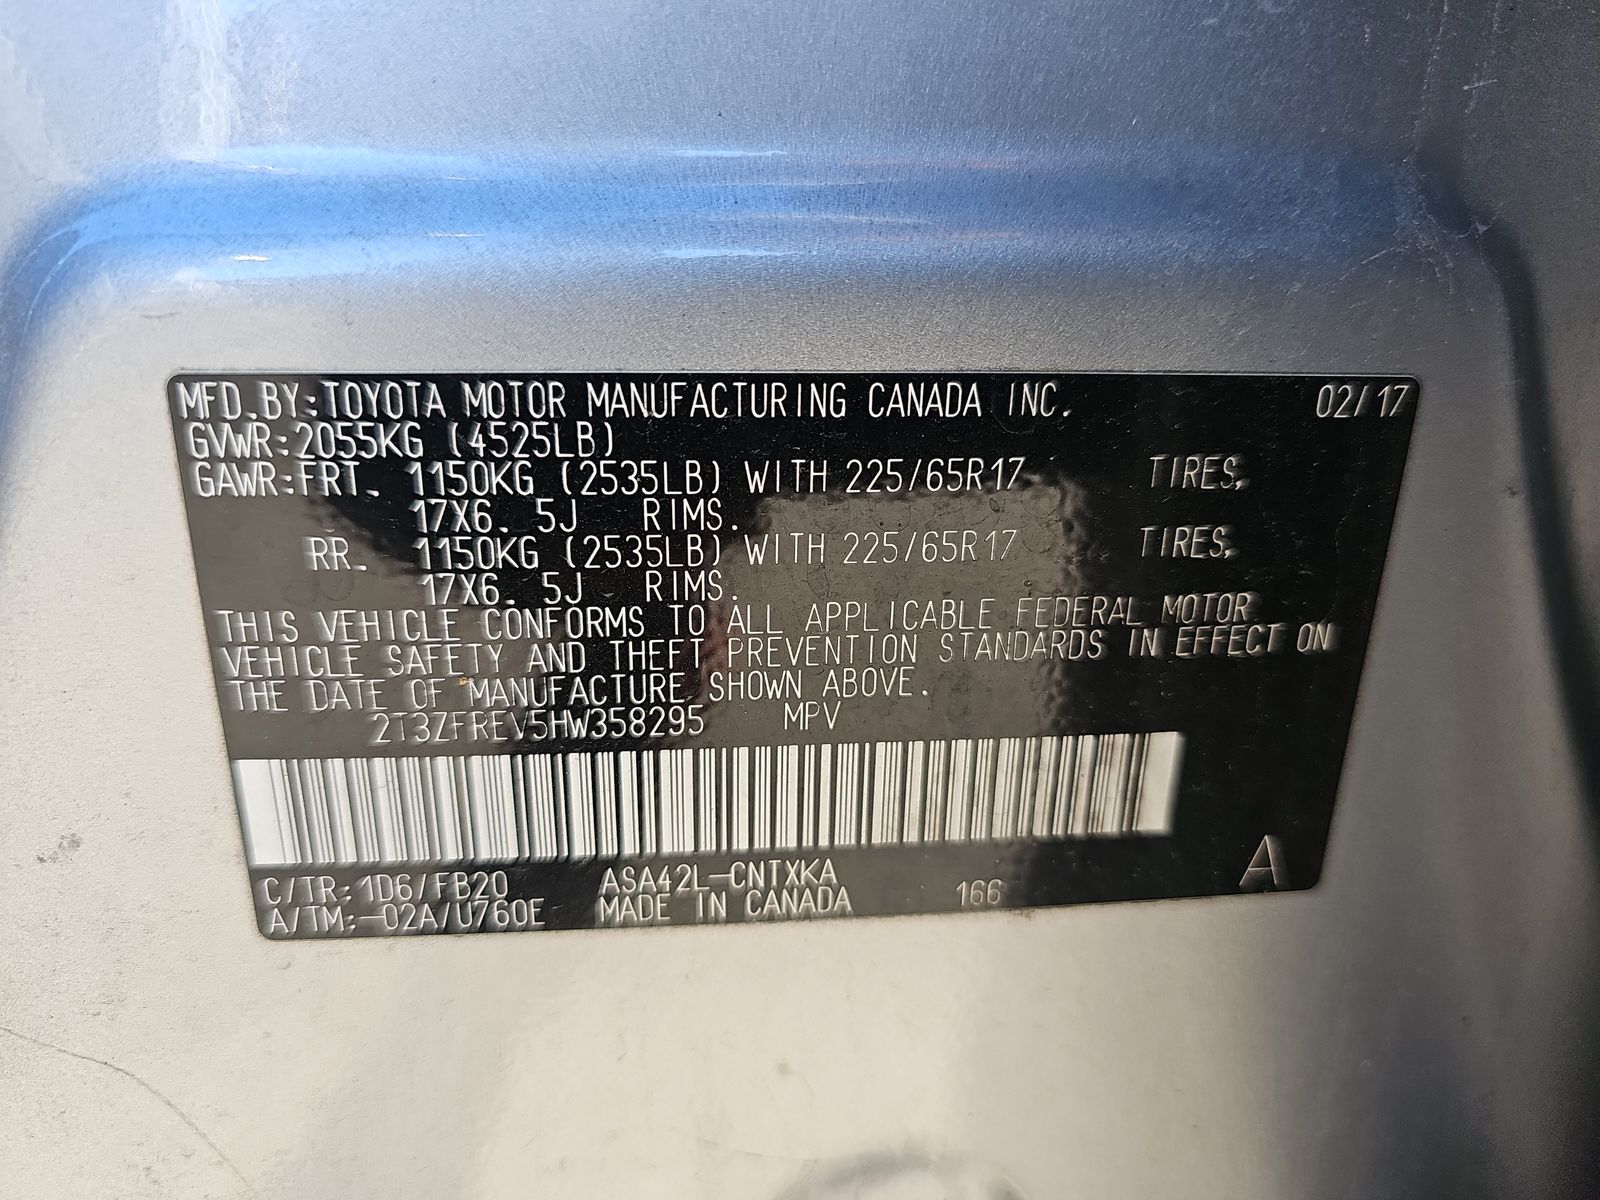 MFD.BY:TOYOTA MOTOR MANUFACTURING CANADA INC. 02/17
GVWR:2055KG (4525LB)
GAWR:FRT. 1150KG (2535LB) WITH 225/65R17 TIRES,
17X6. 5J RIMS.
RR. 1150KG (2535LB) WITH 225/65R17 TIRES,
17X6. 5J RIMS.
THIS VEHICLE CONFORMS TO ALL APPLICABLE FEDERAL MOTOR
VEHICLE SAFETY AND THEFT PREVENTION STANDARDS IN EFFECT ON
THE DATE OF MANUFACTURE SHOWN ABOVE.
2T3ZFREV5HW358295 MPV
C/TR:1D6/FB20 ASA42L-CNTXKA A
A/TM:-02A/U760E MADE IN CANADA 166